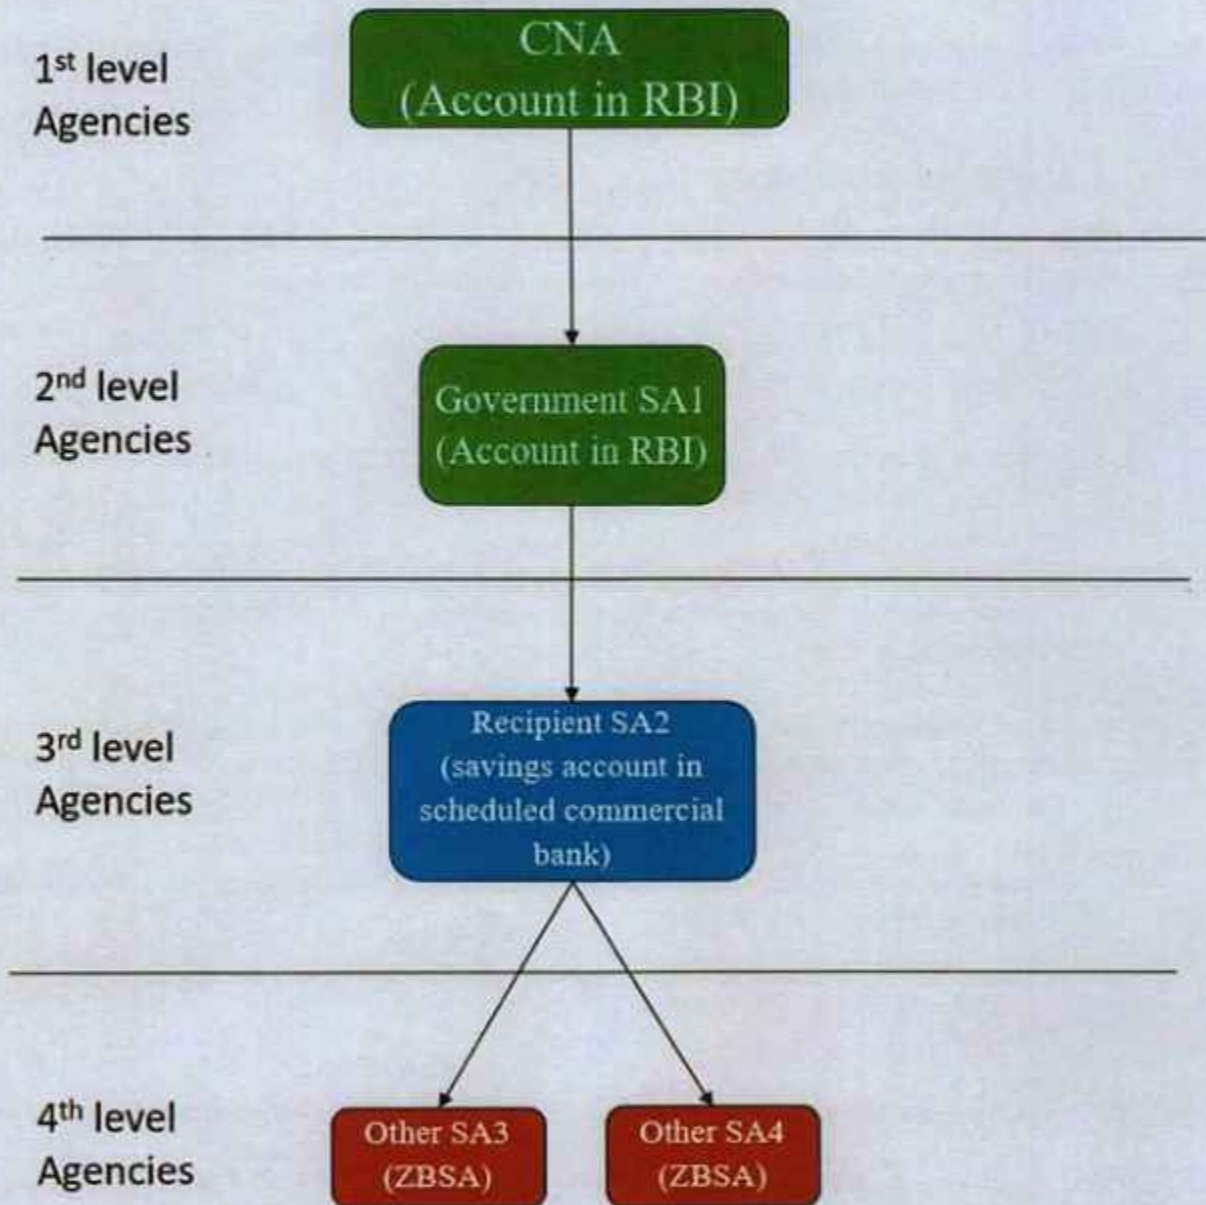 1st level
Agencies
CNA
(Account in RBI)
2nd level
Agencies
Government SA1
(Account in RBI)
3rd level
Agencies
Recipient SA2
(savings account in
scheduled commercial
bank)
4th level
Agencies
Other SA3
(ZBSA)
Other SA4
(ZBSA)